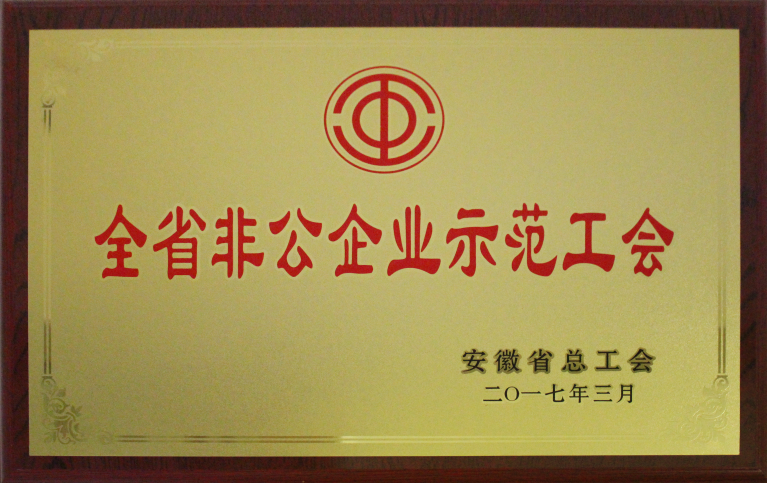 全省非公企业示范工会
安徽省总工会
二〇一七年三月